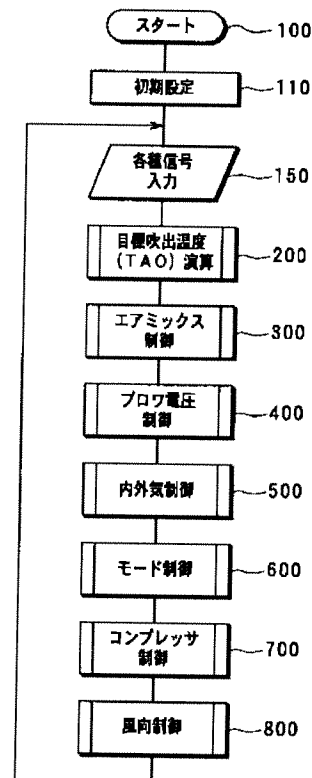 スタート
100
初期設定
110
各種信号
入力
150
目標吹出温度
(TAO)演算
200
エアミックス
制御
300
ブロワ電圧
制御
400
内外気制御
500
モード制御
600
コンプレッサ
制御
700
風向制御
800